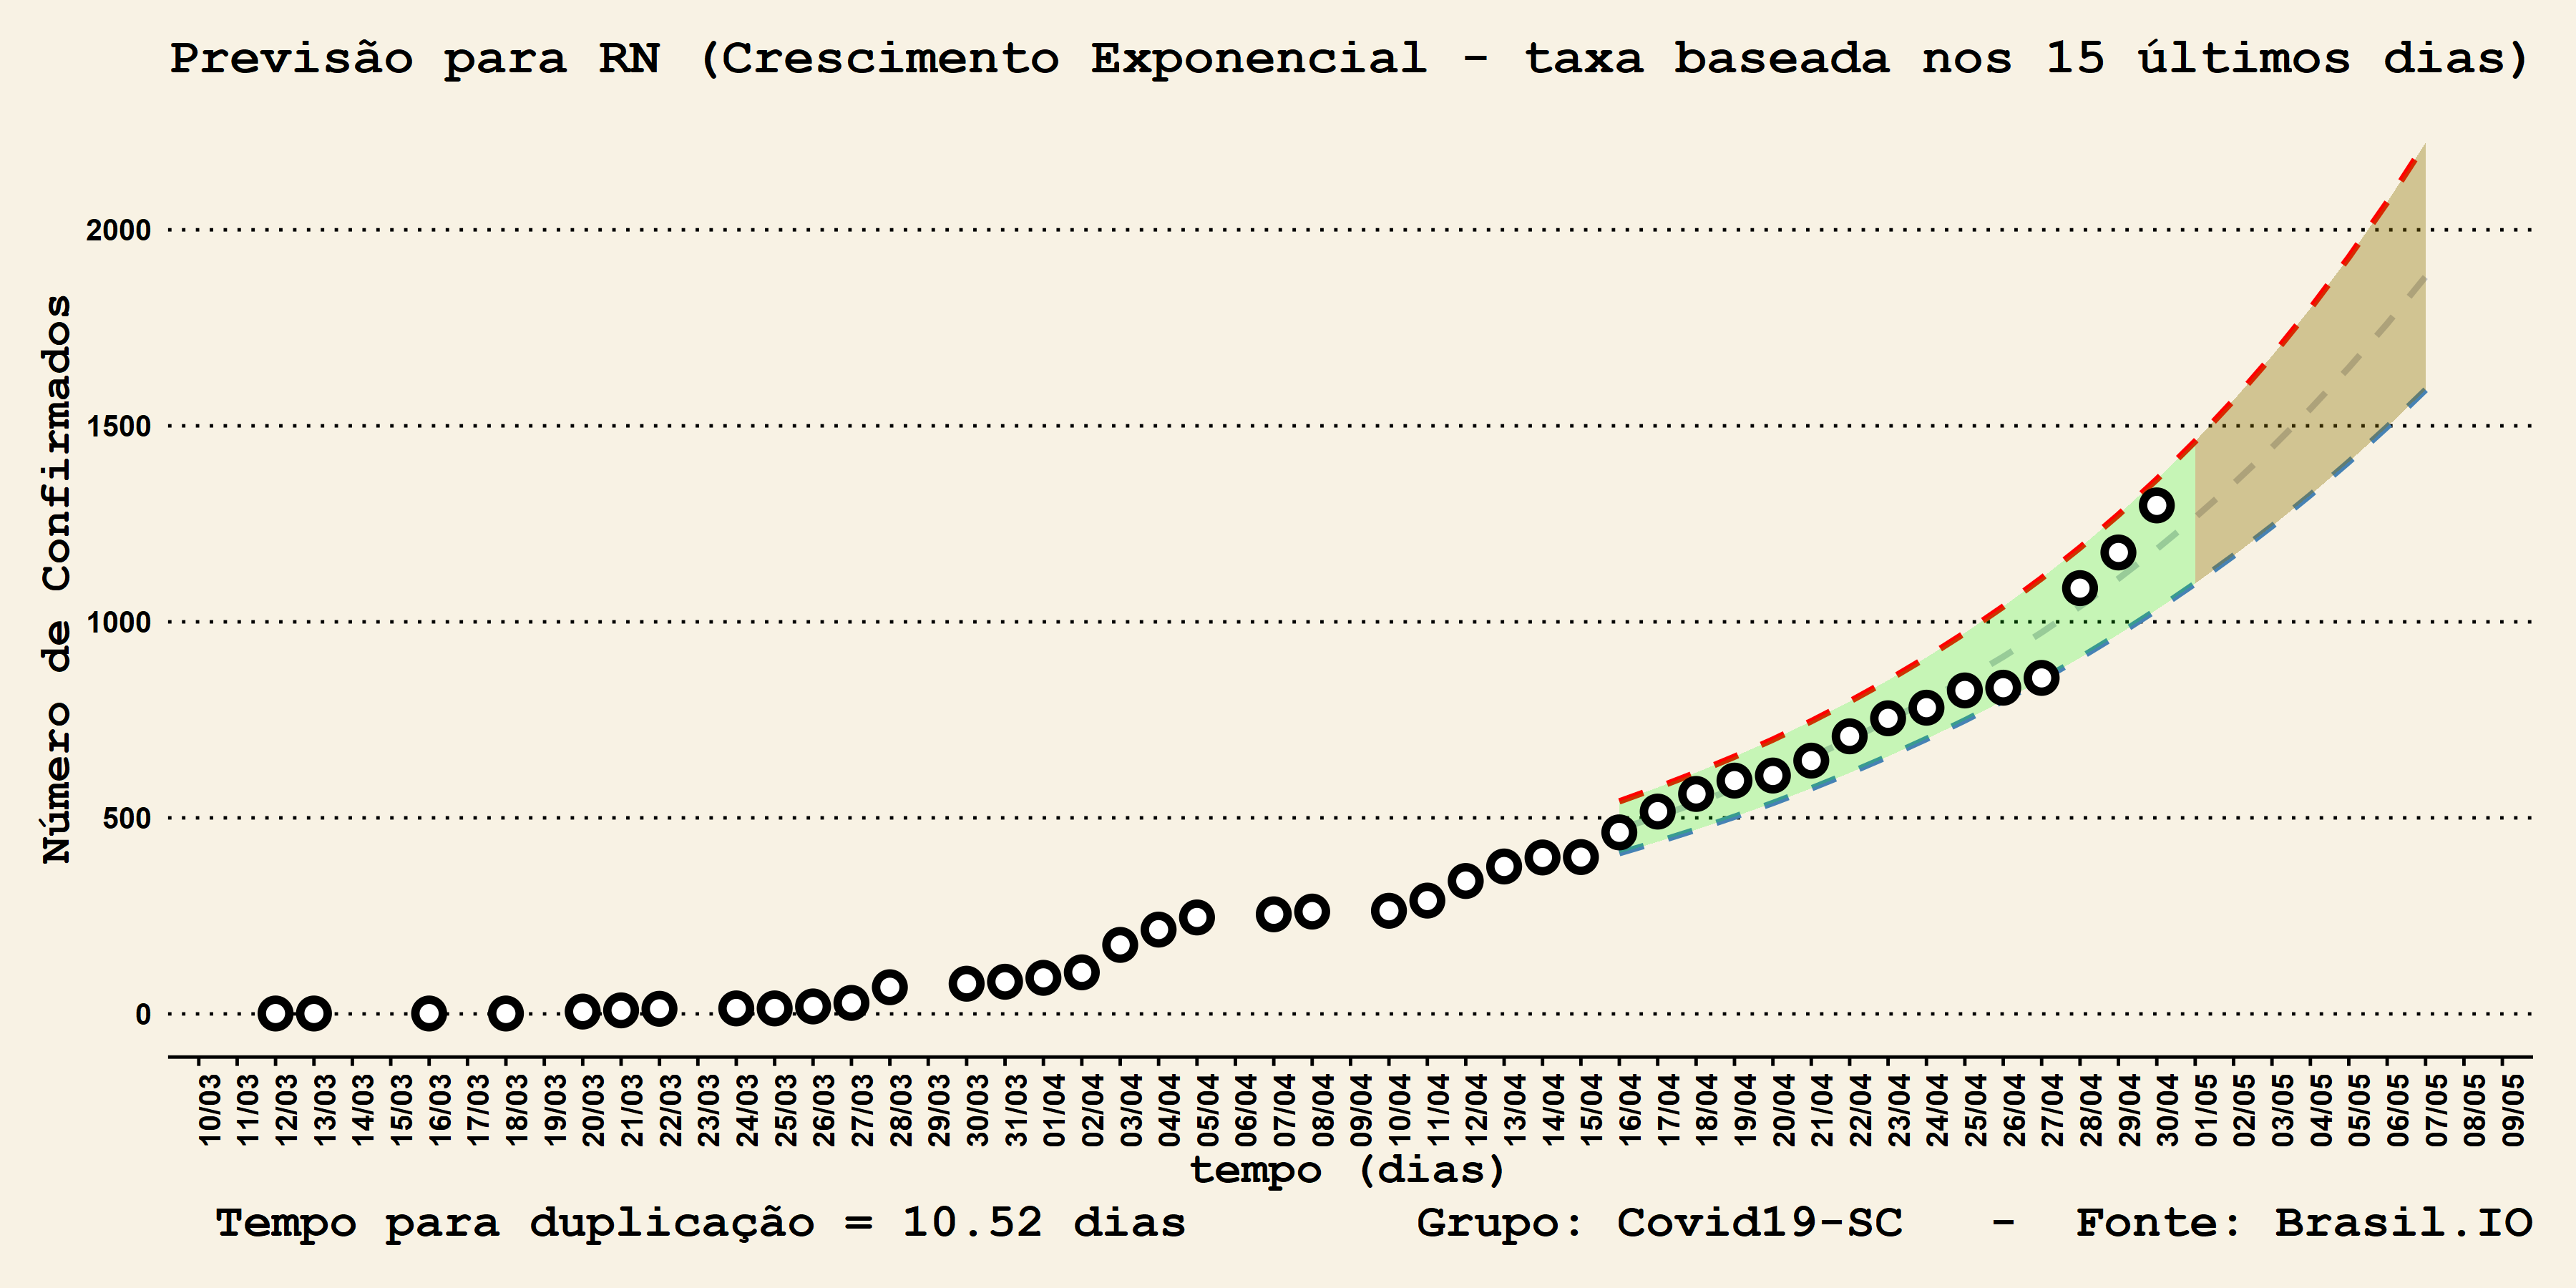 Previsão para RN (Crescimento Exponencial - taxa baseada nos 15 últimos dias)
Número de Confirmados
2000
1500
1000
500
0
10/03 11/03 12/03 13/03 14/03 15/03 16/03 17/03 18/03 19/03 20/03 21/03 22/03 23/03 24/03 25/03 26/03 27/03 28/03 29/03 30/03 31/03 01/04 02/04 03/04 04/04 05/04 06/04 07/04 08/04 09/04 10/04 11/04 12/04 13/04 14/04 15/04 16/04 17/04 18/04 19/04 20/04 21/04 22/04 23/04 24/04 25/04 26/04 27/04 28/04 29/04 30/04 01/05 02/05 03/05 04/05 05/05 06/05 07/05 08/05 09/05
tempo (dias)
Tempo para duplicação = 10.52 dias Grupo: Covid19-SC - Fonte: Brasil.IO